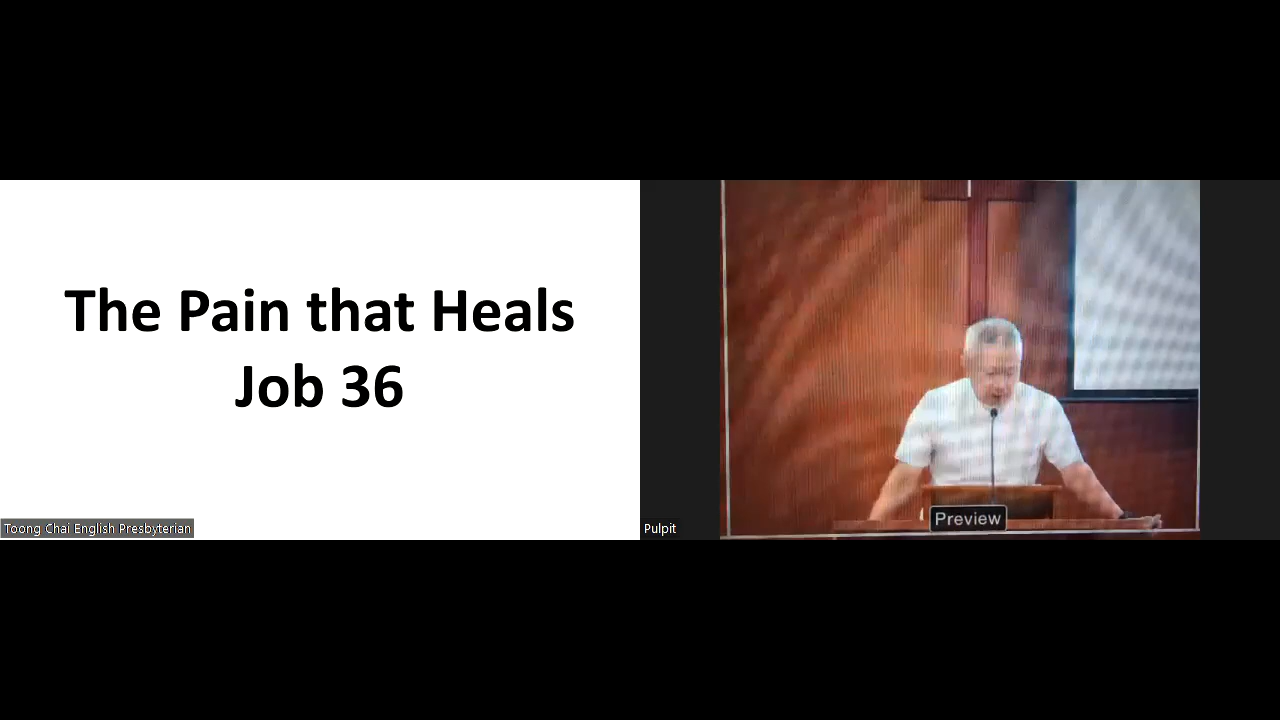 The Pain that Heals
Job 36
Toong Chai English Presbyterian
Pulpit
Preview